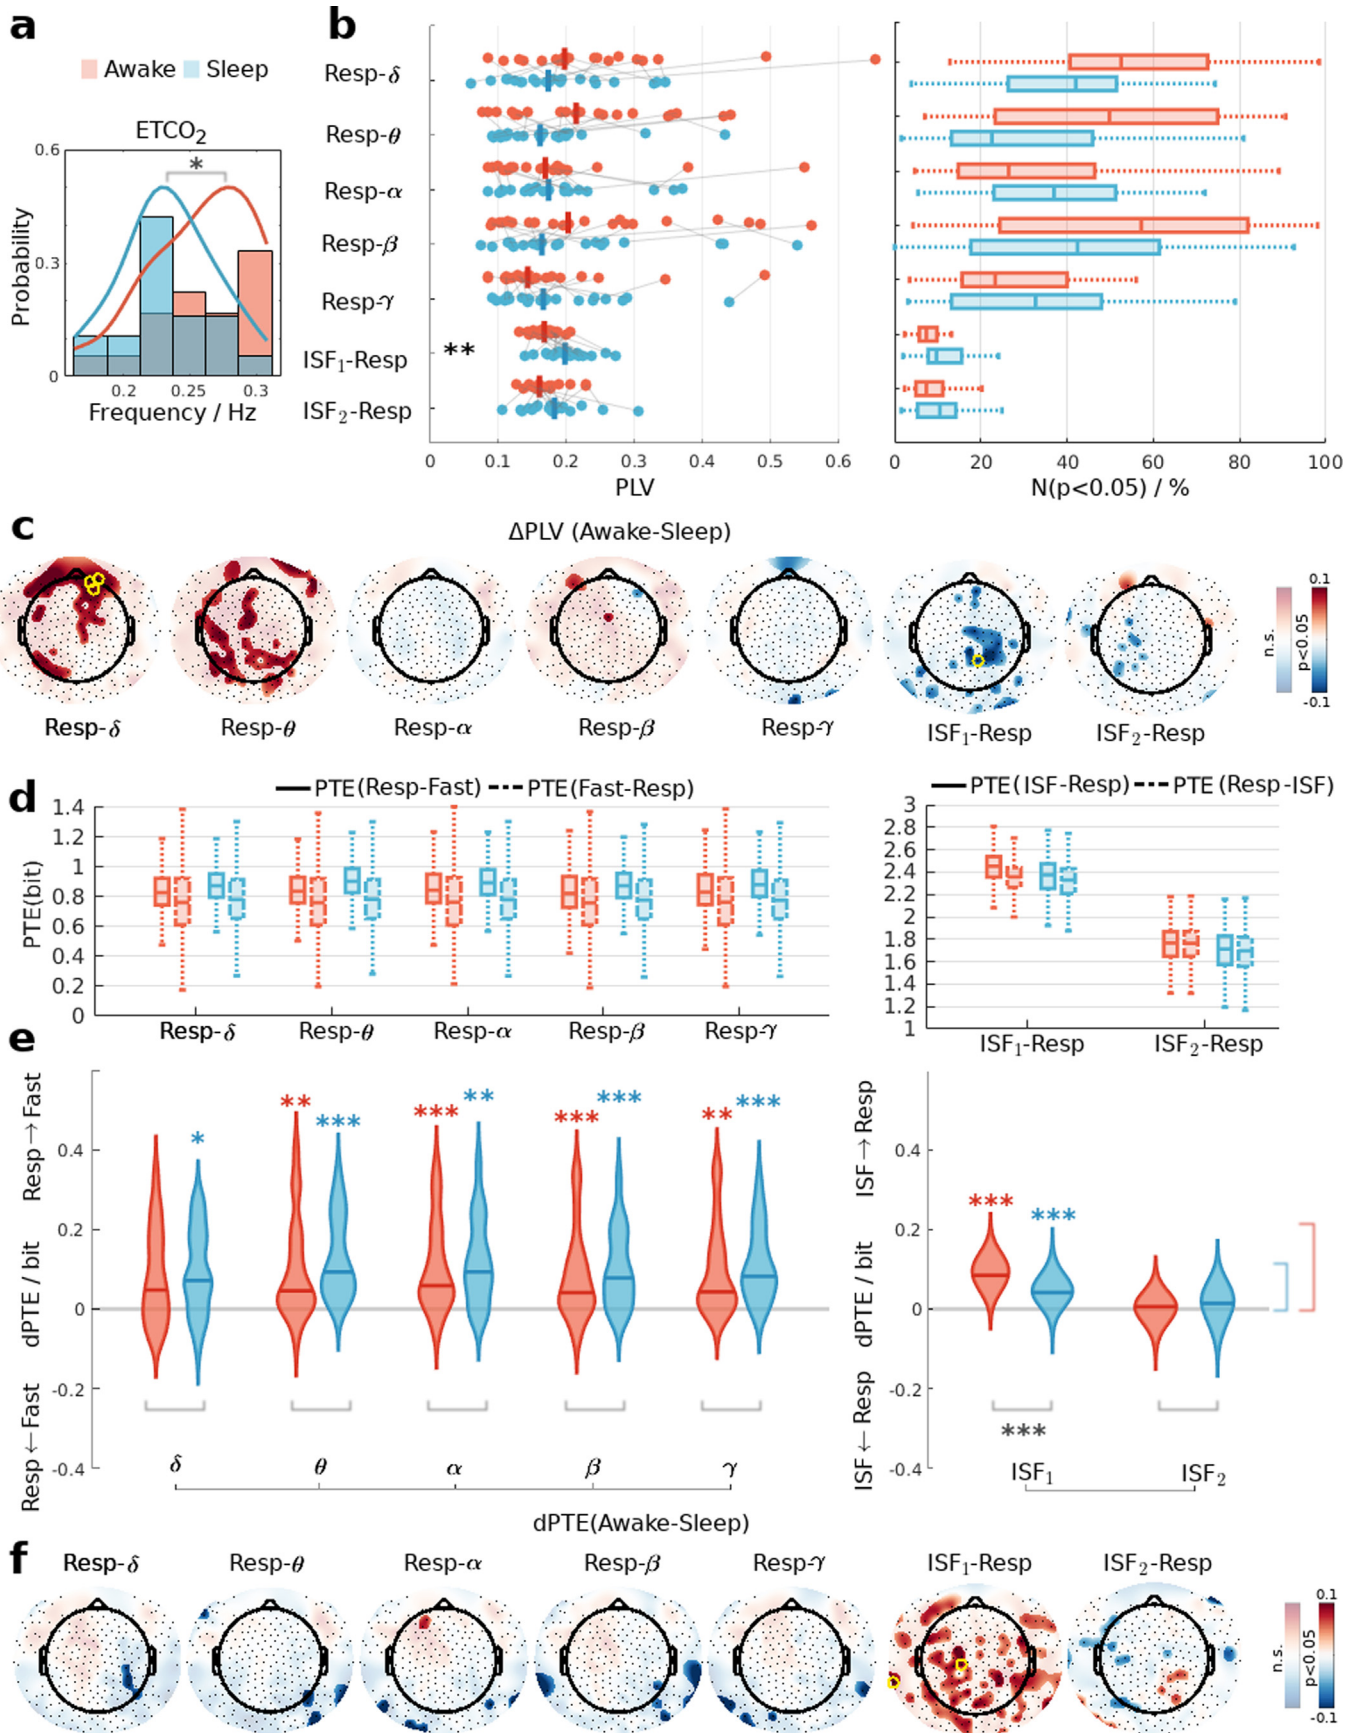 a
Awake Sleep
ETCO₂
*
0.6
0.3
0
Probability
0.2 0.25 0.3
Frequency / Hz
b
Resp-δ
Resp-θ
Resp-α
Resp-β
Resp-γ
ISF₁-Resp
**
ISF₂-Resp
0 0.1 0.2 0.3 0.4 0.5 0.6
PLV
0 20 40 60 80 100
N(p<0.05) / %
c
ΔPLV (Awake-Sleep)
Resp-δ Resp-θ Resp-α Resp-β Resp-γ ISF₁-Resp ISF₂-Resp
n.s.
p<0.05
0.1
-0.1
d
PTE(Resp-Fast) PTE(Fast-Resp)
1.4
1.2
1
0.8
0.6
0.4
0.2
0
PTE(bit)
Resp-δ Resp-θ Resp-α Resp-β Resp-γ
PTE(ISF-Resp) PTE(Resp-ISF)
3
2.8
2.6
2.4
2.2
2
1.8
1.6
1.4
1.2
1
ISF₁-Resp ISF₂-Resp
e
Resp→Fast
dPTE / bit
Resp←Fast
0.4
0.2
0
-0.2
-0.4
* ** *** *** ** *** *** ** ***
δ θ α β γ
ISF→Resp
dPTE / bit
ISF←Resp
0.4
0.2
0
-0.2
-0.4
*** ***
***
ISF₁ ISF₂
dPTE(Awake-Sleep)
f
Resp-δ Resp-θ Resp-α Resp-β Resp-γ ISF₁-Resp ISF₂-Resp
n.s.
p<0.05
0.1
-0.1